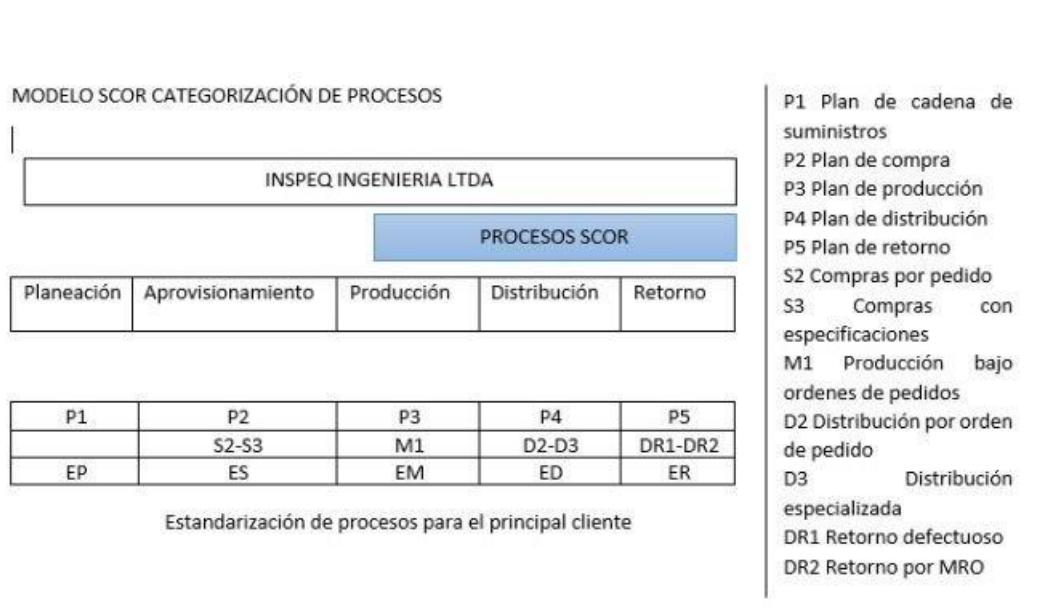 MODELO SCOR CATEGORIZACIÓN DE PROCESOS
INSPEQ INGENIERIA LTDA
PROCESOS SCOR
Planeación Aprovisionamiento Producción Distribución Retorno
P1 P2 P3 P4 P5
S2-S3 M1 D2-D3 DR1-DR2
EP ES EM ED ER
Estandarización de procesos para el principal cliente
P1 Plan de cadena de
suministros
P2 Plan de compra
P3 Plan de producción
P4 Plan de distribución
P5 Plan de retorno
S2 Compras por pedido
S3 Compras con
especificaciones
M1 Producción bajo
ordenes de pedidos
D2 Distribución por orden
de pedido
D3 Distribución
especializada
DR1 Retorno defectuoso
DR2 Retorno por MRO